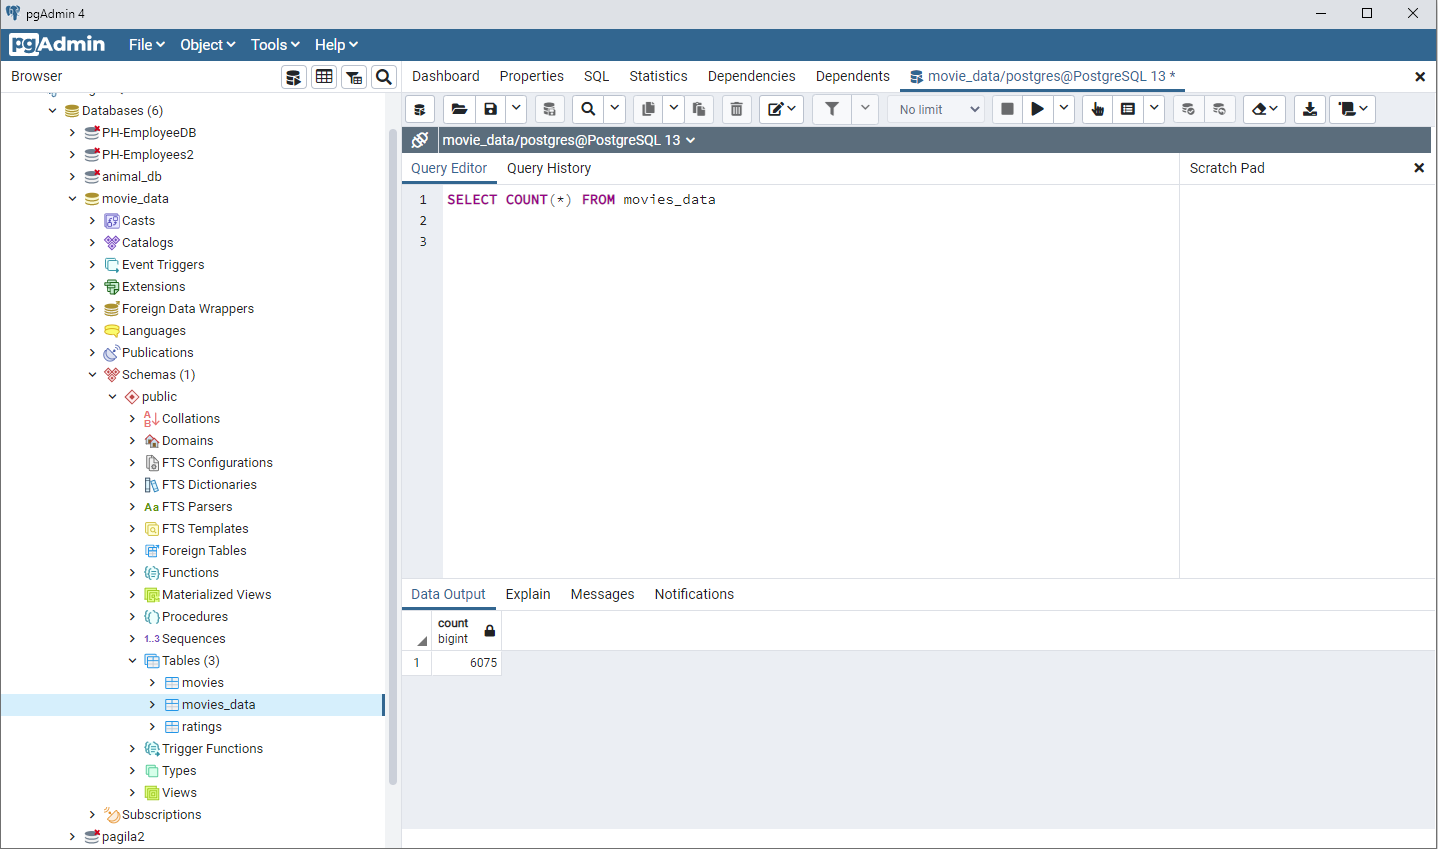 pgAdmin 4
pgAdmin File Object Tools Help
Browser
Dashboard Properties SQL Statistics Dependencies Dependents movie_data/postgres@PostgreSQL 13 *
No limit
movie_data/postgres@PostgreSQL 13
Query Editor Query History
Scratch Pad
1 SELECT COUNT(*) FROM movies_data
2
3
Databases (6)
PH-EmployeeDB
PH-Employees2
animal_db
movie_data
Casts
Catalogs
Event Triggers
Extensions
Foreign Data Wrappers
Languages
Publications
Schemas (1)
public
Collations
Domains
FTS Configurations
FTS Dictionaries
Aa FTS Parsers
FTS Templates
Foreign Tables
Functions
Materialized Views
Procedures
1..3 Sequences
Tables (3)
movies
movies_data
ratings
Trigger Functions
Types
Views
Subscriptions
pagila2
Data Output Explain Messages Notifications
count
bigint
1 6075